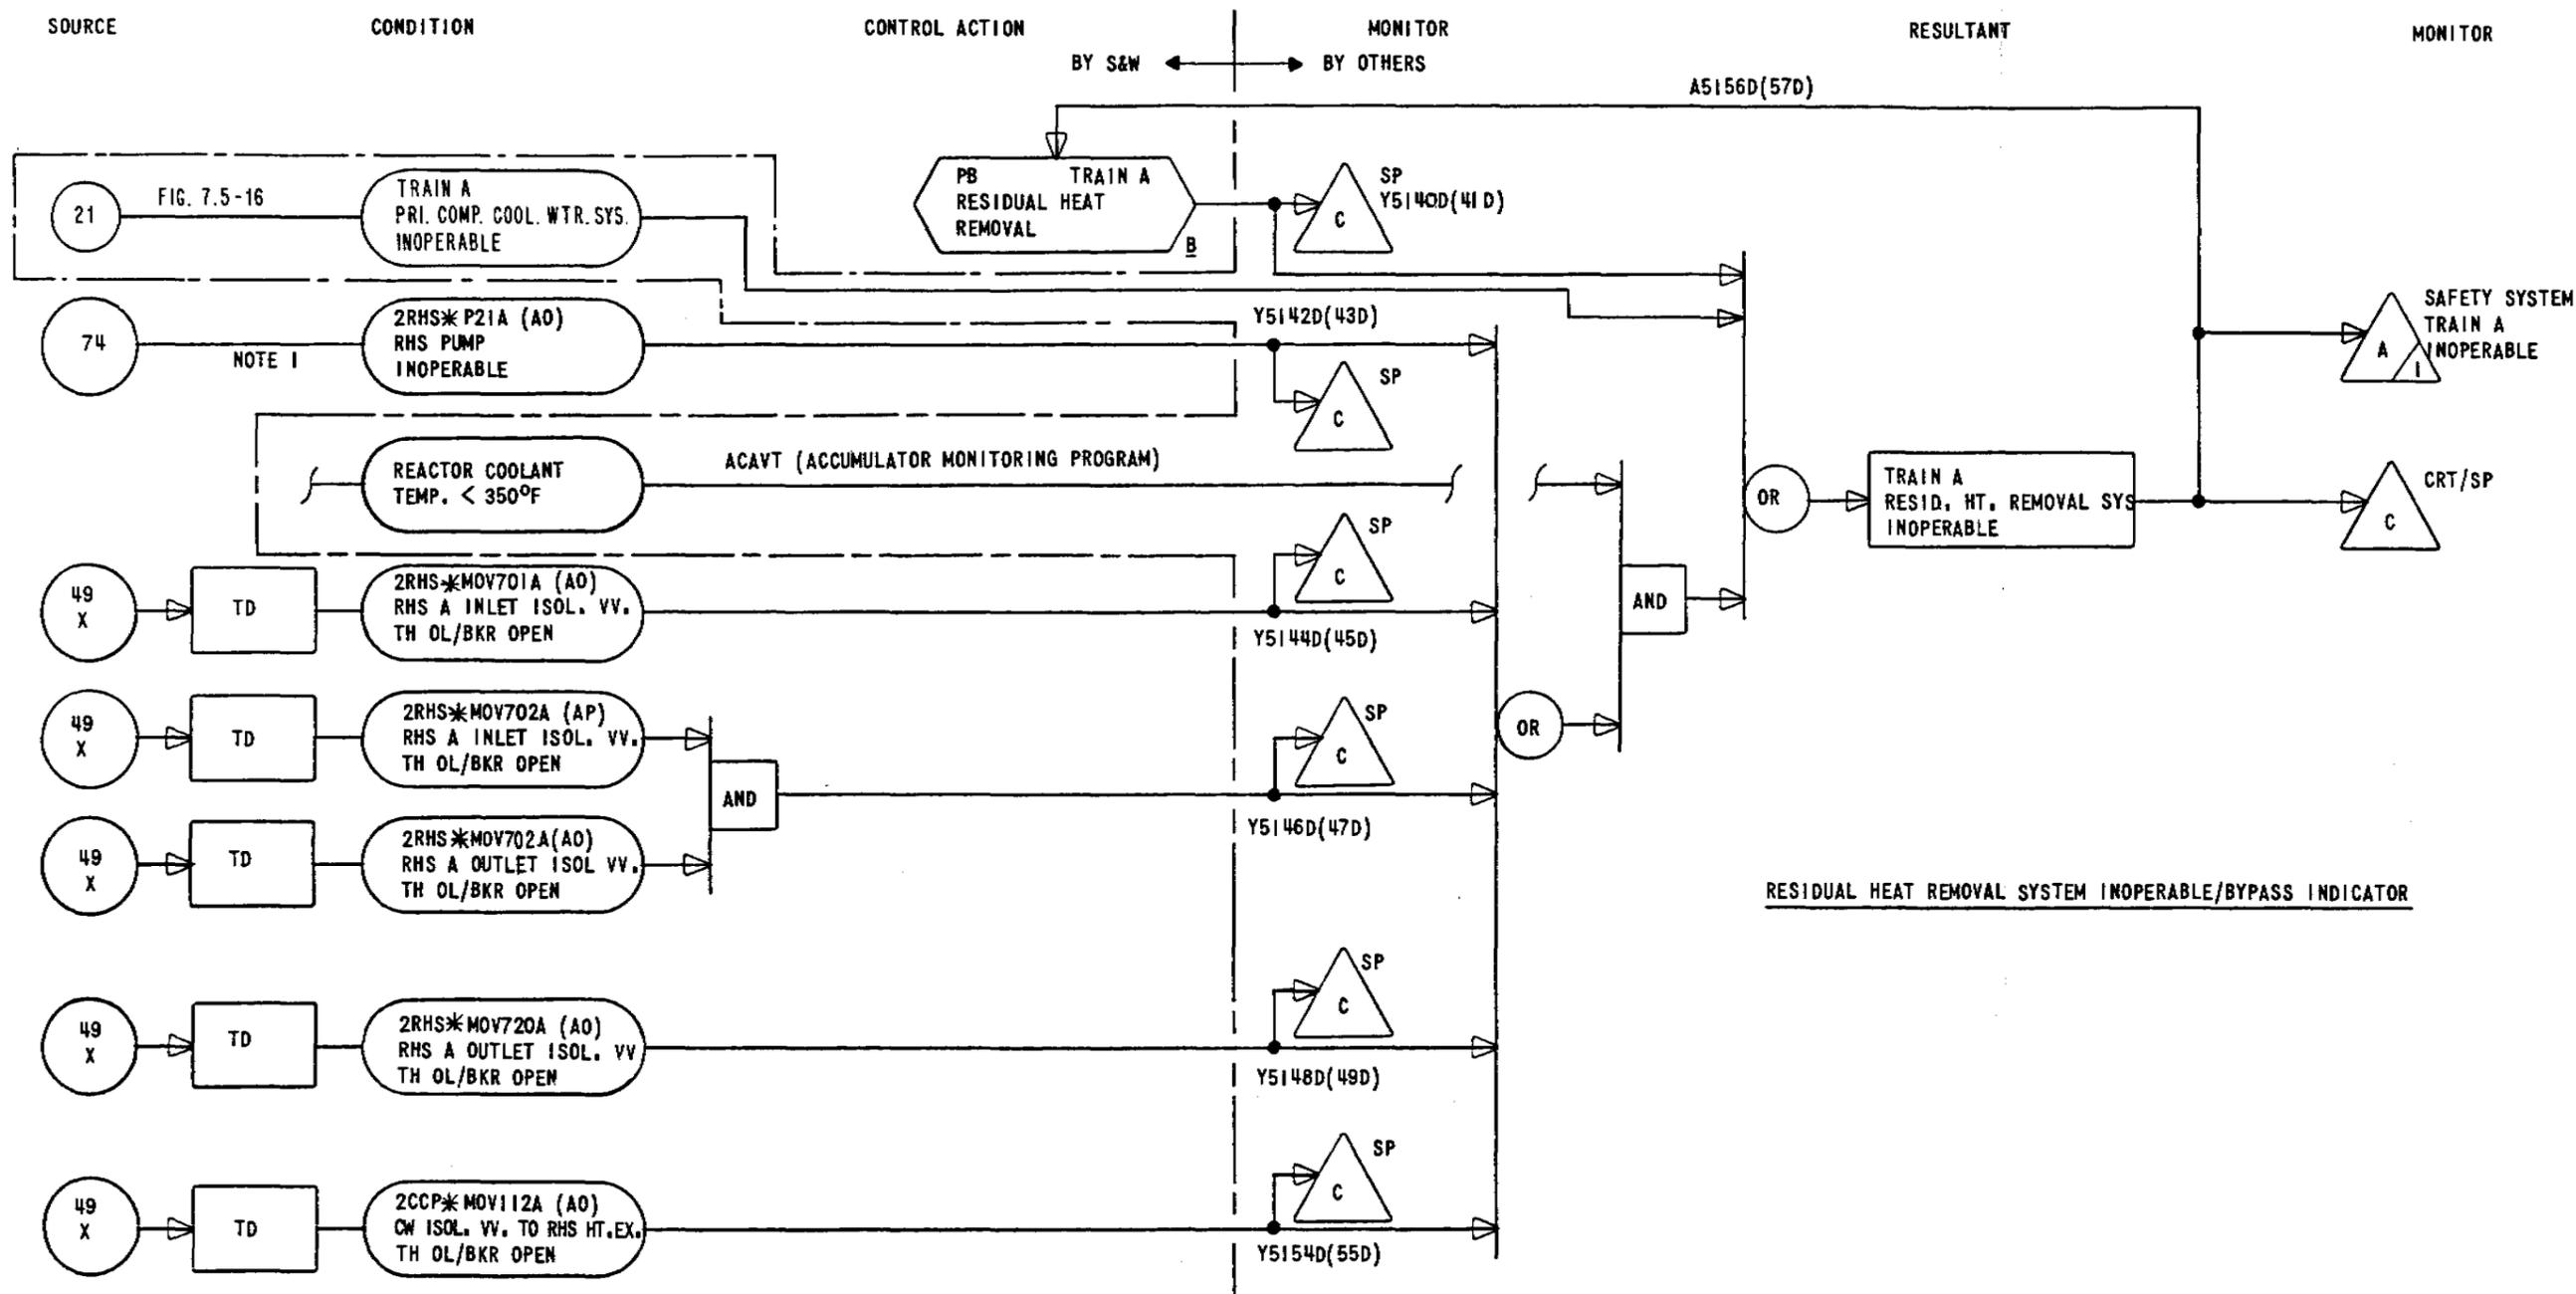 SOURCE
CONDITION
CONTROL ACTION
MONITOR
RESULTANT
MONITOR
BY S&W
BY OTHERS
A5156D(57D)
21
FIG. 7.5-16
TRAIN A
PRI. COMP. COOL. WTR. SYS.
INOPERABLE
PB TRAIN A
RESIDUAL HEAT
REMOVAL
B
C
SP
Y5140D(41D)
74
NOTE 1
2RHS*P21A (AO)
RHS PUMP
INOPERABLE
Y5142D(43D)
C
SP
A
1
SAFETY SYSTEM
TRAIN A
INOPERABLE
REACTOR COOLANT
TEMP. < 350°F
ACAVT (ACCUMULATOR MONITORING PROGRAM)
OR
TRAIN A
RESID. HT. REMOVAL SYS
INOPERABLE
C
CRT/SP
49
X
TD
2RHS*MOV701A (AO)
RHS A INLET ISOL. VV.
TH OL/BKR OPEN
C
SP
Y5144D(45D)
AND
49
X
TD
2RHS*MOV702A (AP)
RHS A INLET ISOL. VV.
TH OL/BKR OPEN
AND
C
SP
Y5146D(47D)
OR
49
X
TD
2RHS*MOV702A(AO)
RHS A OUTLET ISOL VV.
TH OL/BKR OPEN
RESIDUAL HEAT REMOVAL SYSTEM INOPERABLE/BYPASS INDICATOR
49
X
TD
2RHS*MOV720A (AO)
RHS A OUTLET ISOL. VV
TH OL/BKR OPEN
C
SP
Y5148D(49D)
49
X
TD
2CCP*MOV112A (AO)
CW ISOL. VV. TO RHS HT.EX.
TH OL/BKR OPEN
C
SP
Y5154D(55D)